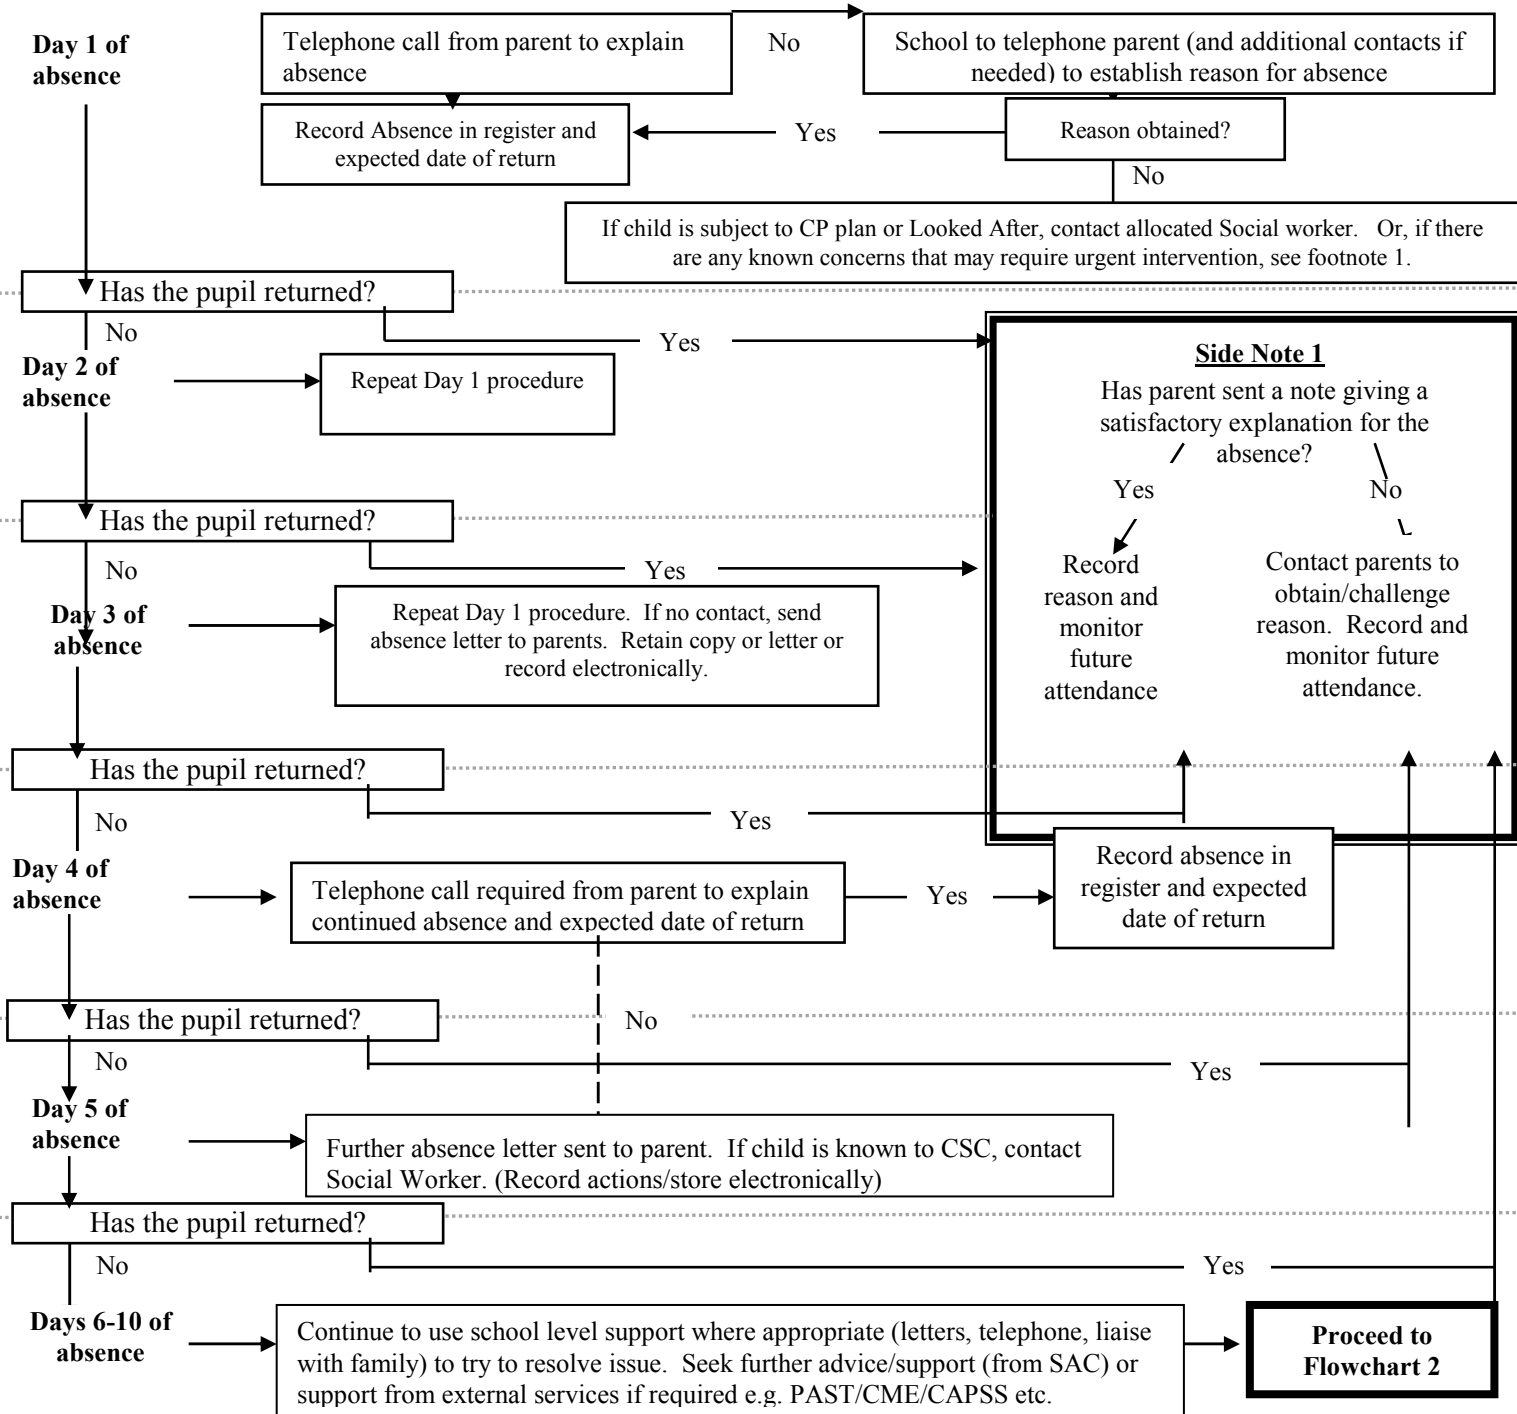 Day 1 of
absence
Telephone call from parent to explain
absence
No
School to telephone parent (and additional contacts if
needed) to establish reason for absence
Record Absence in register and
expected date of return
Yes
Reason obtained?
No
If child is subject to CP plan or Looked After, contact allocated Social worker. Or, if there
are any known concerns that may require urgent intervention, see footnote 1.
Has the pupil returned?
No
Yes
Day 2 of
absence
Repeat Day 1 procedure
Side Note 1
Has parent sent a note giving a
satisfactory explanation for the
absence?
Yes
No
Record
reason and
monitor
future
attendance
Contact parents to
obtain/challenge
reason. Record and
monitor future
attendance.
Has the pupil returned?
No
Yes
Day 3 of
absence
Repeat Day 1 procedure. If no contact, send
absence letter to parents. Retain copy or letter or
record electronically.
Has the pupil returned?
No
Yes
Day 4 of
absence
Telephone call required from parent to explain
continued absence and expected date of return
Yes
Record absence in
register and expected
date of return
Has the pupil returned?
No
No
Yes
Day 5 of
absence
Further absence letter sent to parent. If child is known to CSC, contact
Social Worker. (Record actions/store electronically)
Has the pupil returned?
No
Yes
Days 6-10 of
absence
Continue to use school level support where appropriate (letters, telephone, liaise
with family) to try to resolve issue. Seek further advice/support (from SAC) or
support from external services if required e.g. PAST/CME/CAPSS etc.
Proceed to
Flowchart 2